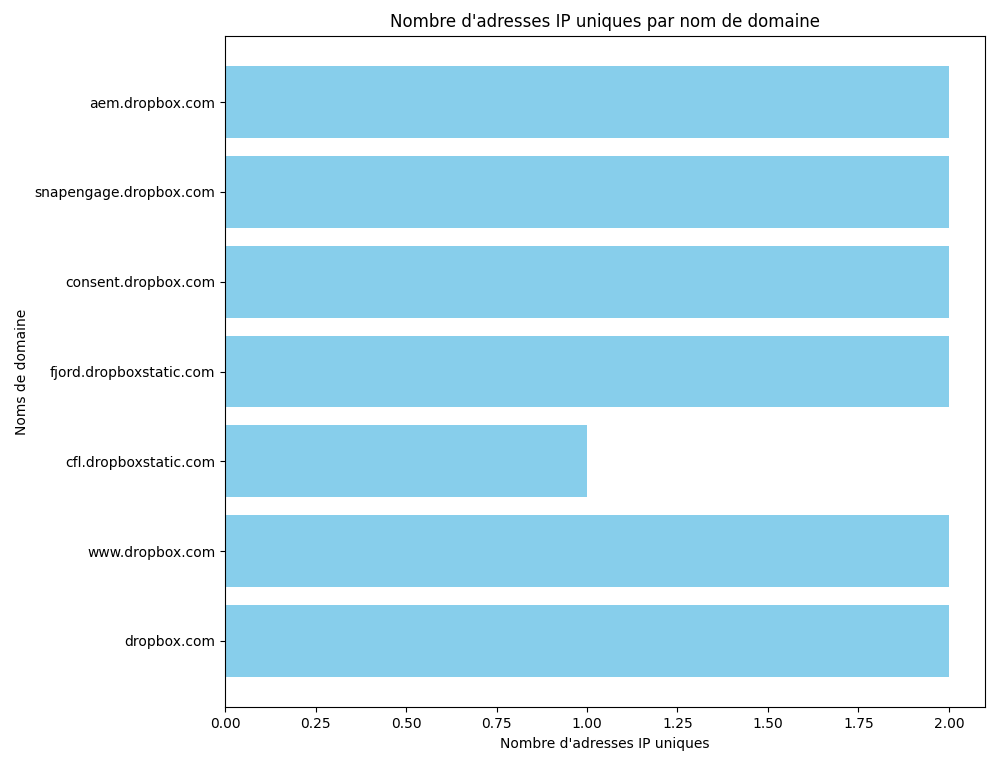 Nombre d'adresses IP uniques par nom de domaine
aem.dropbox.com
snapengage.dropbox.com
consent.dropbox.com
fjord.dropboxstatic.com
cfl.dropboxstatic.com
www.dropbox.com
dropbox.com
Noms de domaine
0.00 0.25 0.50 0.75 1.00 1.25 1.50 1.75 2.00
Nombre d'adresses IP uniques